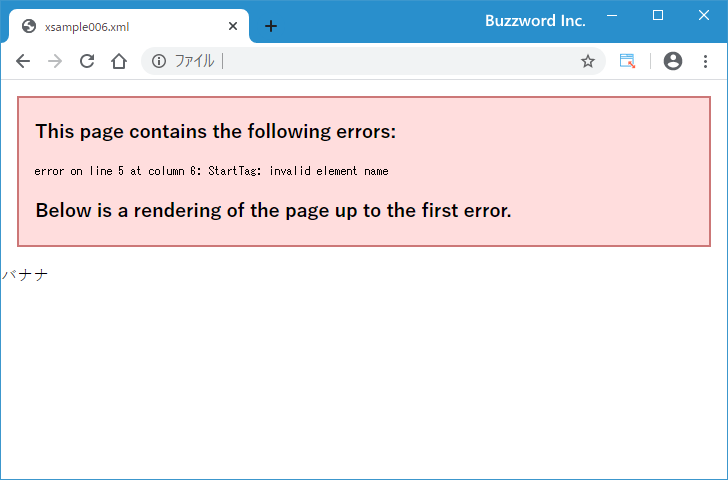 xsample006.xml
Buzzword Inc.
ファイル
This page contains the following errors:
error on line 5 at column 6: StartTag: invalid element name
Below is a rendering of the page up to the first error.
バナナ